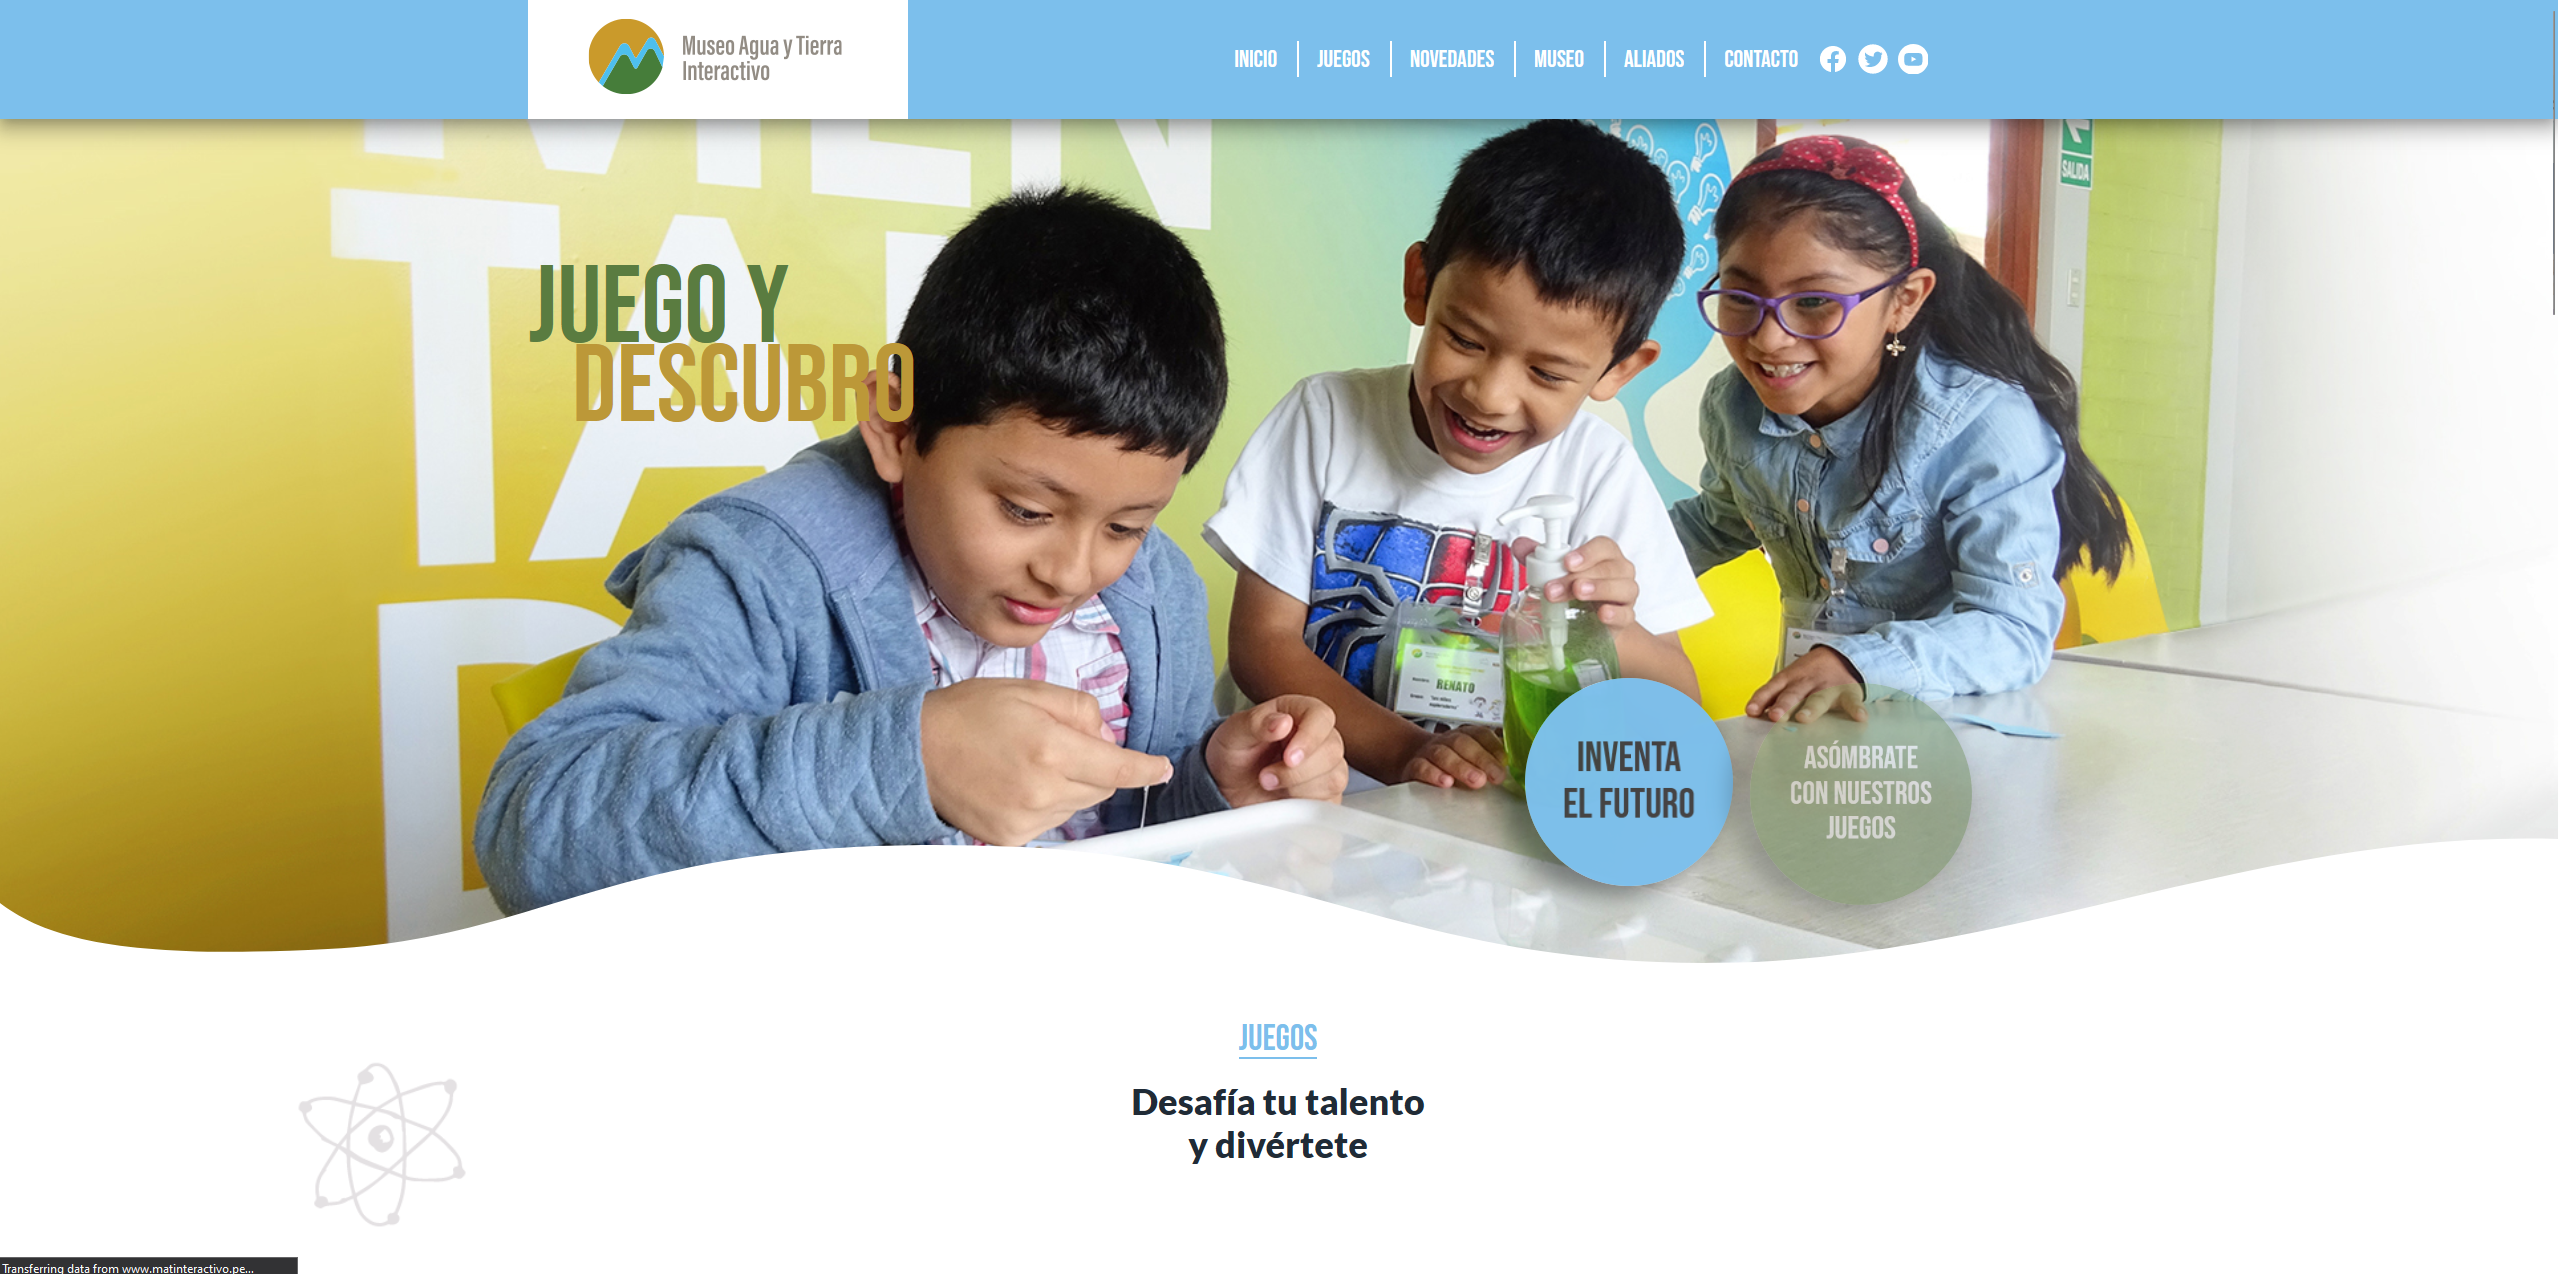 Museo Agua y Tierra
Interactivo
INICIO
JUEGOS
NOVEDADES
MUSEO
ALIADOS
CONTACTO
SALIDA
JUEGO Y
DESCUBRO
RENATO
INVENTA
EL FUTURO
ASÓMBRATE
CON NUESTROS
JUEGOS
JUEGOS
Desafía tu talento
y diviértete
Transferring data from www.matinteractivo.pe...